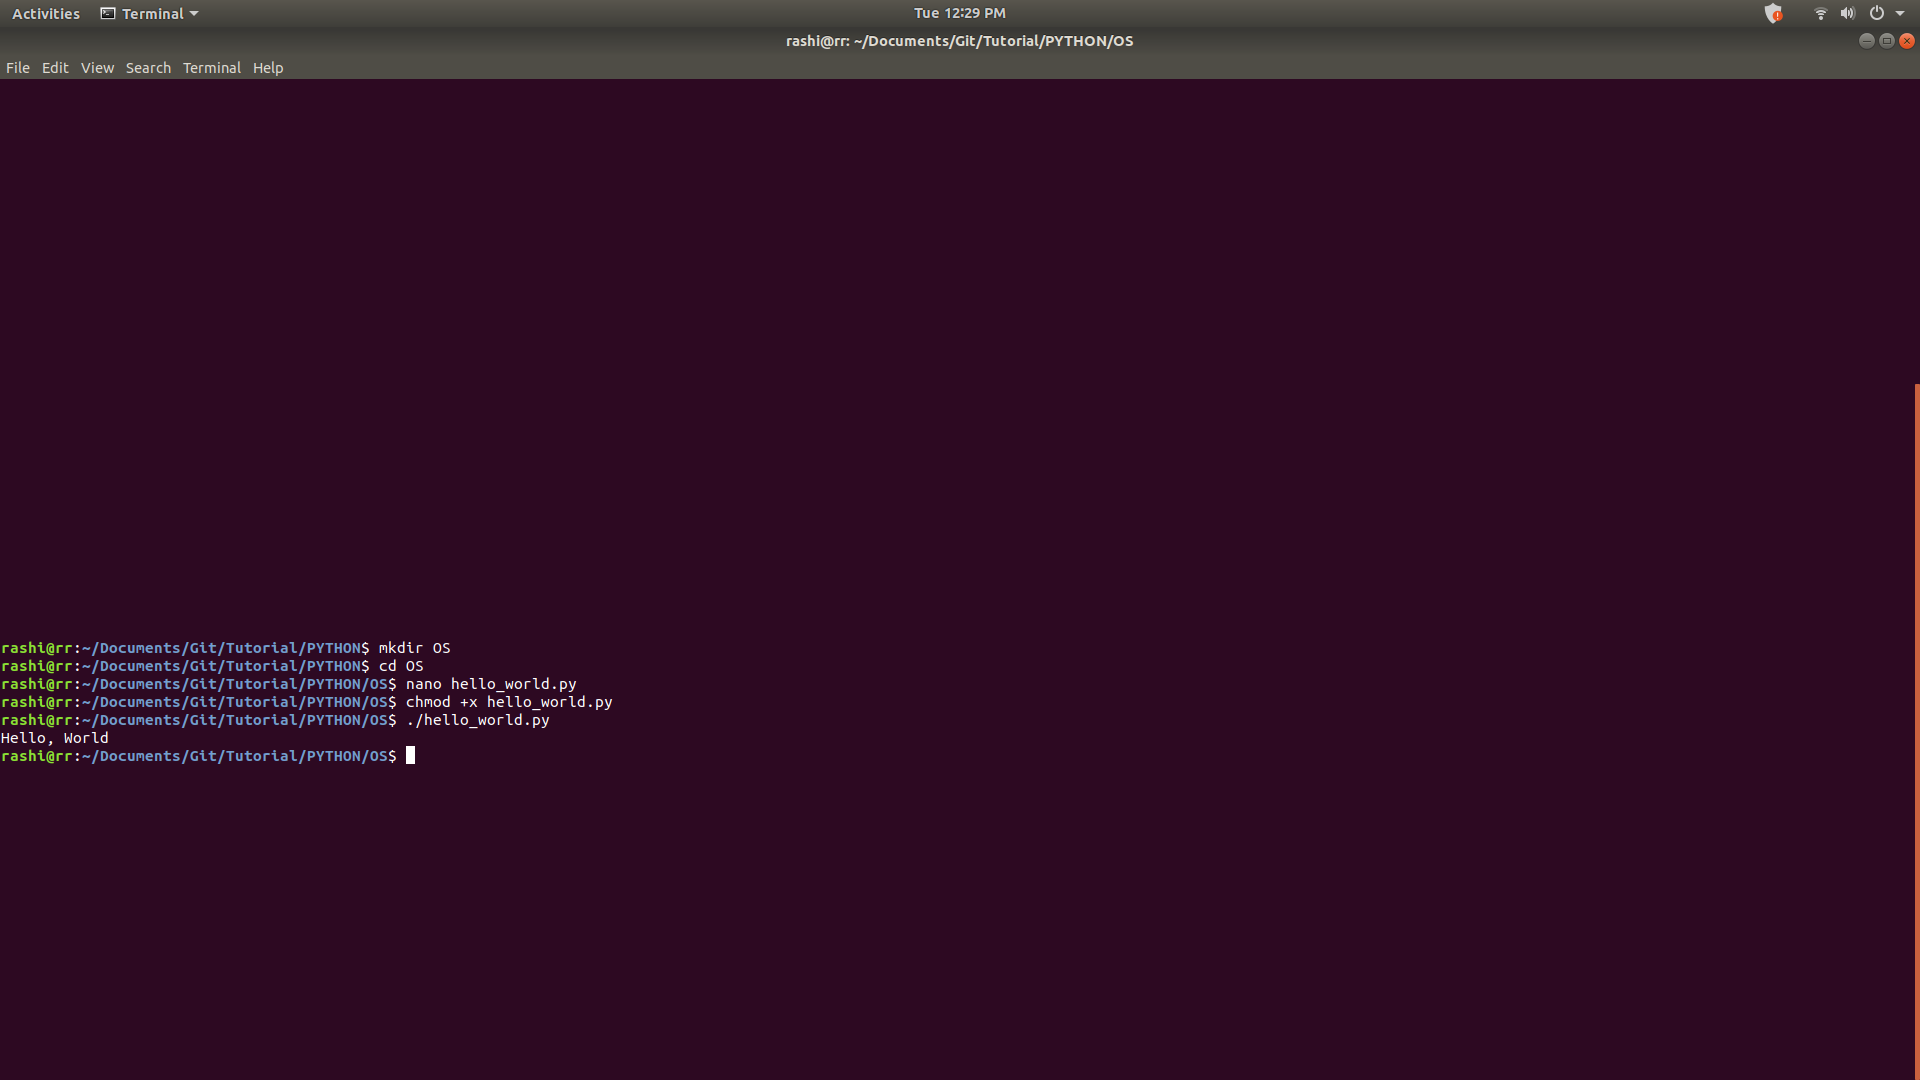 Activities Terminal Tue 12:29 PM
rashi@rr: ~/Documents/Git/Tutorial/PYTHON/OS
File Edit View Search Terminal Help
rashi@rr:~/Documents/Git/Tutorial/PYTHON$ mkdir OS
rashi@rr:~/Documents/Git/Tutorial/PYTHON$ cd OS
rashi@rr:~/Documents/Git/Tutorial/PYTHON/OS$ nano hello_world.py
rashi@rr:~/Documents/Git/Tutorial/PYTHON/OS$ chmod +x hello_world.py
rashi@rr:~/Documents/Git/Tutorial/PYTHON/OS$ ./hello_world.py
Hello, World
rashi@rr:~/Documents/Git/Tutorial/PYTHON/OS$